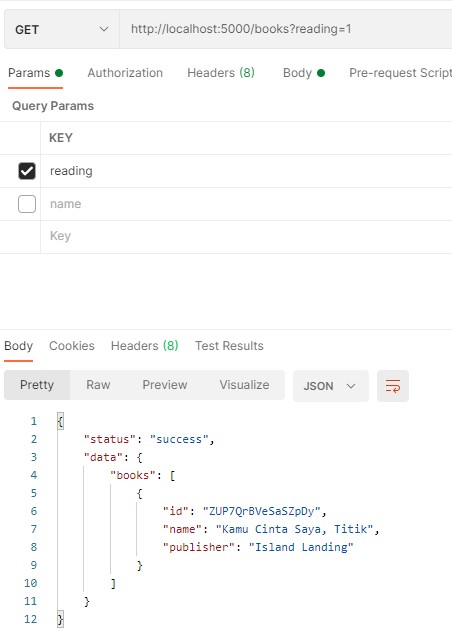 GET http://localhost:5000/books?reading=1
Params Authorization Headers (8) Body Pre-request Script
Query Params
KEY
reading
name
Key
Body Cookies Headers (8) Test Results
Pretty Raw Preview Visualize JSON
1 {
2 "status": "success",
3 "data": {
4 "books": [
5 {
6 "id": "ZUP7QrBVeSaSZpDy",
7 "name": "Kamu Cinta Saya, Titik",
8 "publisher": "Island Landing"
9 }
10 ]
11 }
12 }